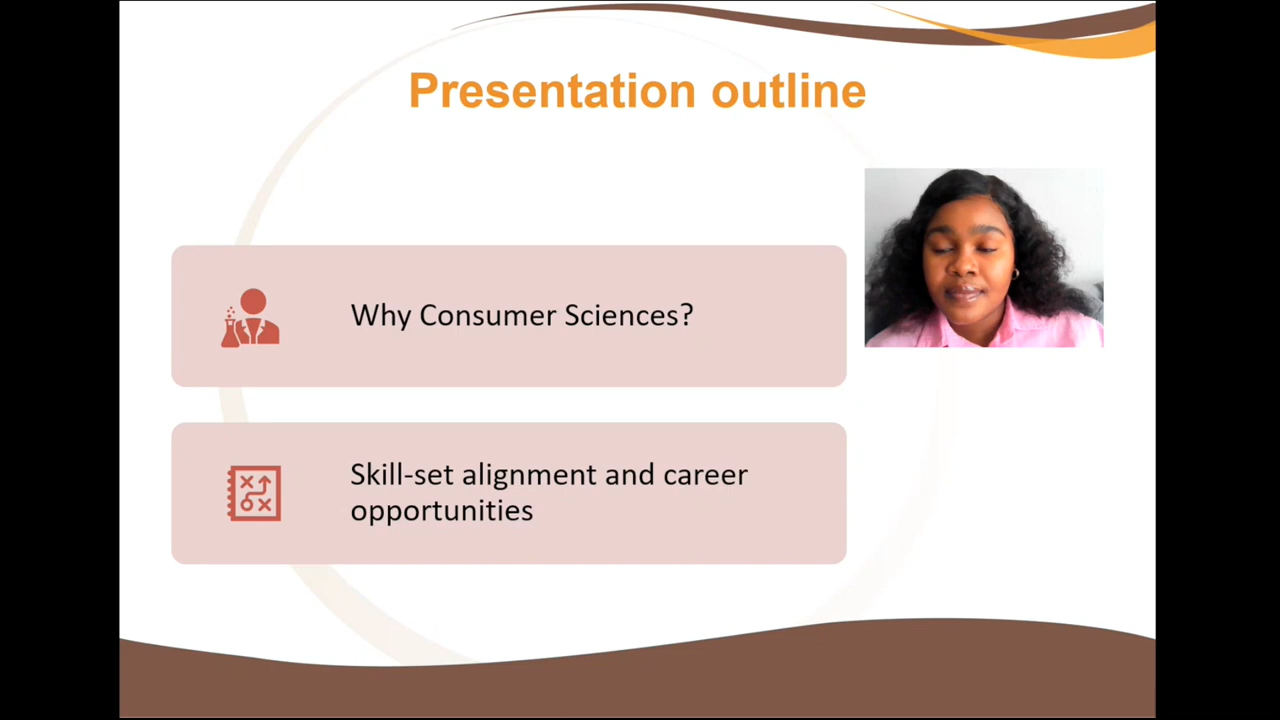 Presentation outline
Why Consumer Sciences?
Skill-set alignment and career
opportunities